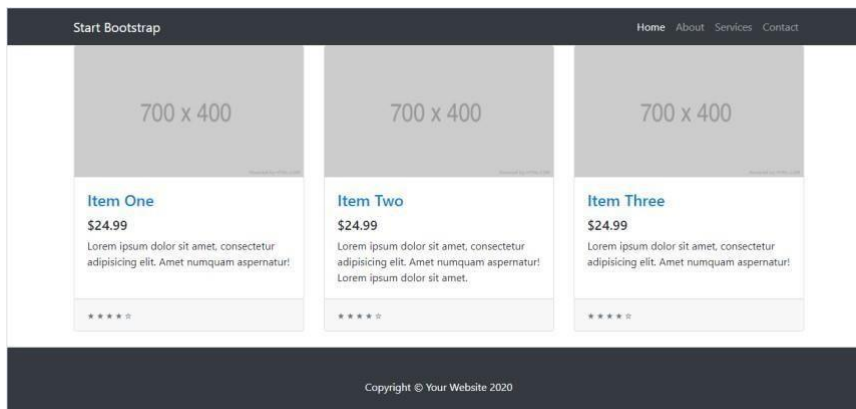 Start Bootstrap
Home About Services Contact
700 x 400
700 x 400
700 x 400
Item One
$24.99
Lorem ipsum dolor sit amet, consectetur
adipisicing elit. Amet numquam aspernatur!
★ ★ ★ ★ ☆
Item Two
$24.99
Lorem ipsum dolor sit amet, consectetur
adipisicing elit. Amet numquam aspernatur!
Lorem ipsum dolor sit amet.
★ ★ ★ ★ ☆
Item Three
$24.99
Lorem ipsum dolor sit amet, consectetur
adipisicing elit. Amet numquam aspernatur!
★ ★ ★ ★ ☆
Copyright © Your Website 2020